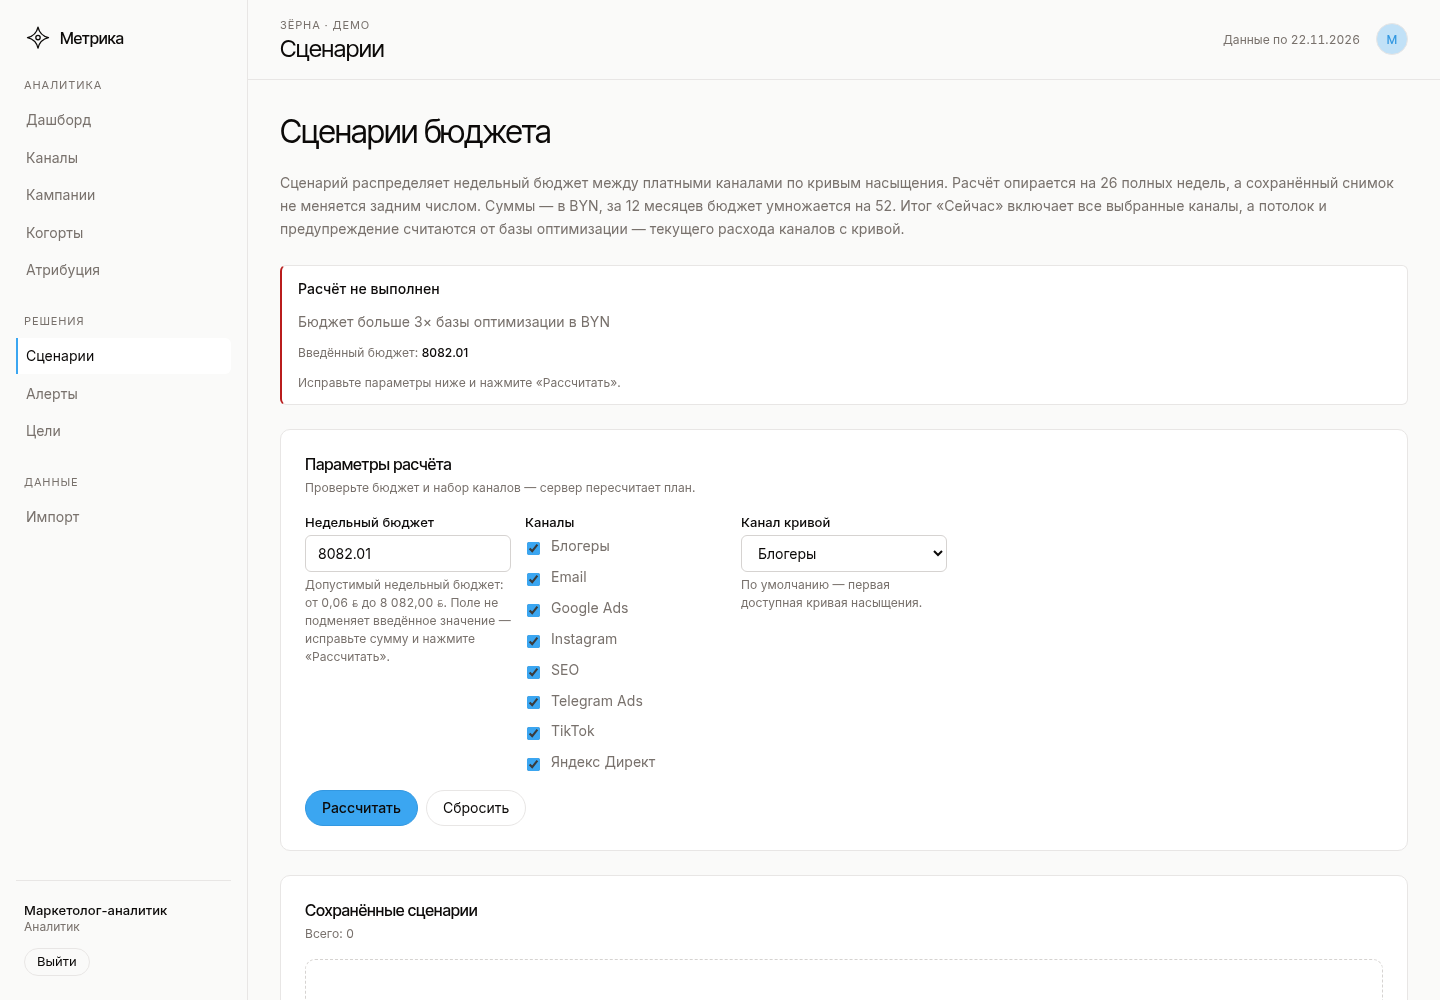 Метрика
АНАЛИТИКА
Дашборд
Каналы
Кампании
Когорты
Атрибуция
РЕШЕНИЯ
Сценарии
Алерты
Цели
ДАННЫЕ
Импорт
Маркетолог-аналитик
Аналитик
Выйти
ЗЁРНА · ДЕМО
Сценарии
Данные по 22.11.2026
М
Сценарии бюджета
Сценарий распределяет недельный бюджет между платными каналами по кривым насыщения. Расчёт опирается на 26 полных недель, а сохранённый снимок
не меняется задним числом. Суммы — в BYN, за 12 месяцев бюджет умножается на 52. Итог «Сейчас» включает все выбранные каналы, а потолок и
предупреждение считаются от базы оптимизации — текущего расхода каналов с кривой.
Расчёт не выполнен
Бюджет больше 3× базы оптимизации в BYN
Введённый бюджет: 8082.01
Исправьте параметры ниже и нажмите «Рассчитать».
Параметры расчёта
Проверьте бюджет и набор каналов — сервер пересчитает план.
Недельный бюджет
8082.01
Допустимый недельный бюджет:
от 0,06 ƃ до 8 082,00 ƃ. Поле не
подменяет введённое значение —
исправьте сумму и нажмите
«Рассчитать».
Каналы
Блогеры
Email
Google Ads
Instagram
SEO
Telegram Ads
TikTok
Яндекс Директ
Канал кривой
Блогеры
По умолчанию — первая
доступная кривая насыщения.
Рассчитать
Сбросить
Сохранённые сценарии
Всего: 0